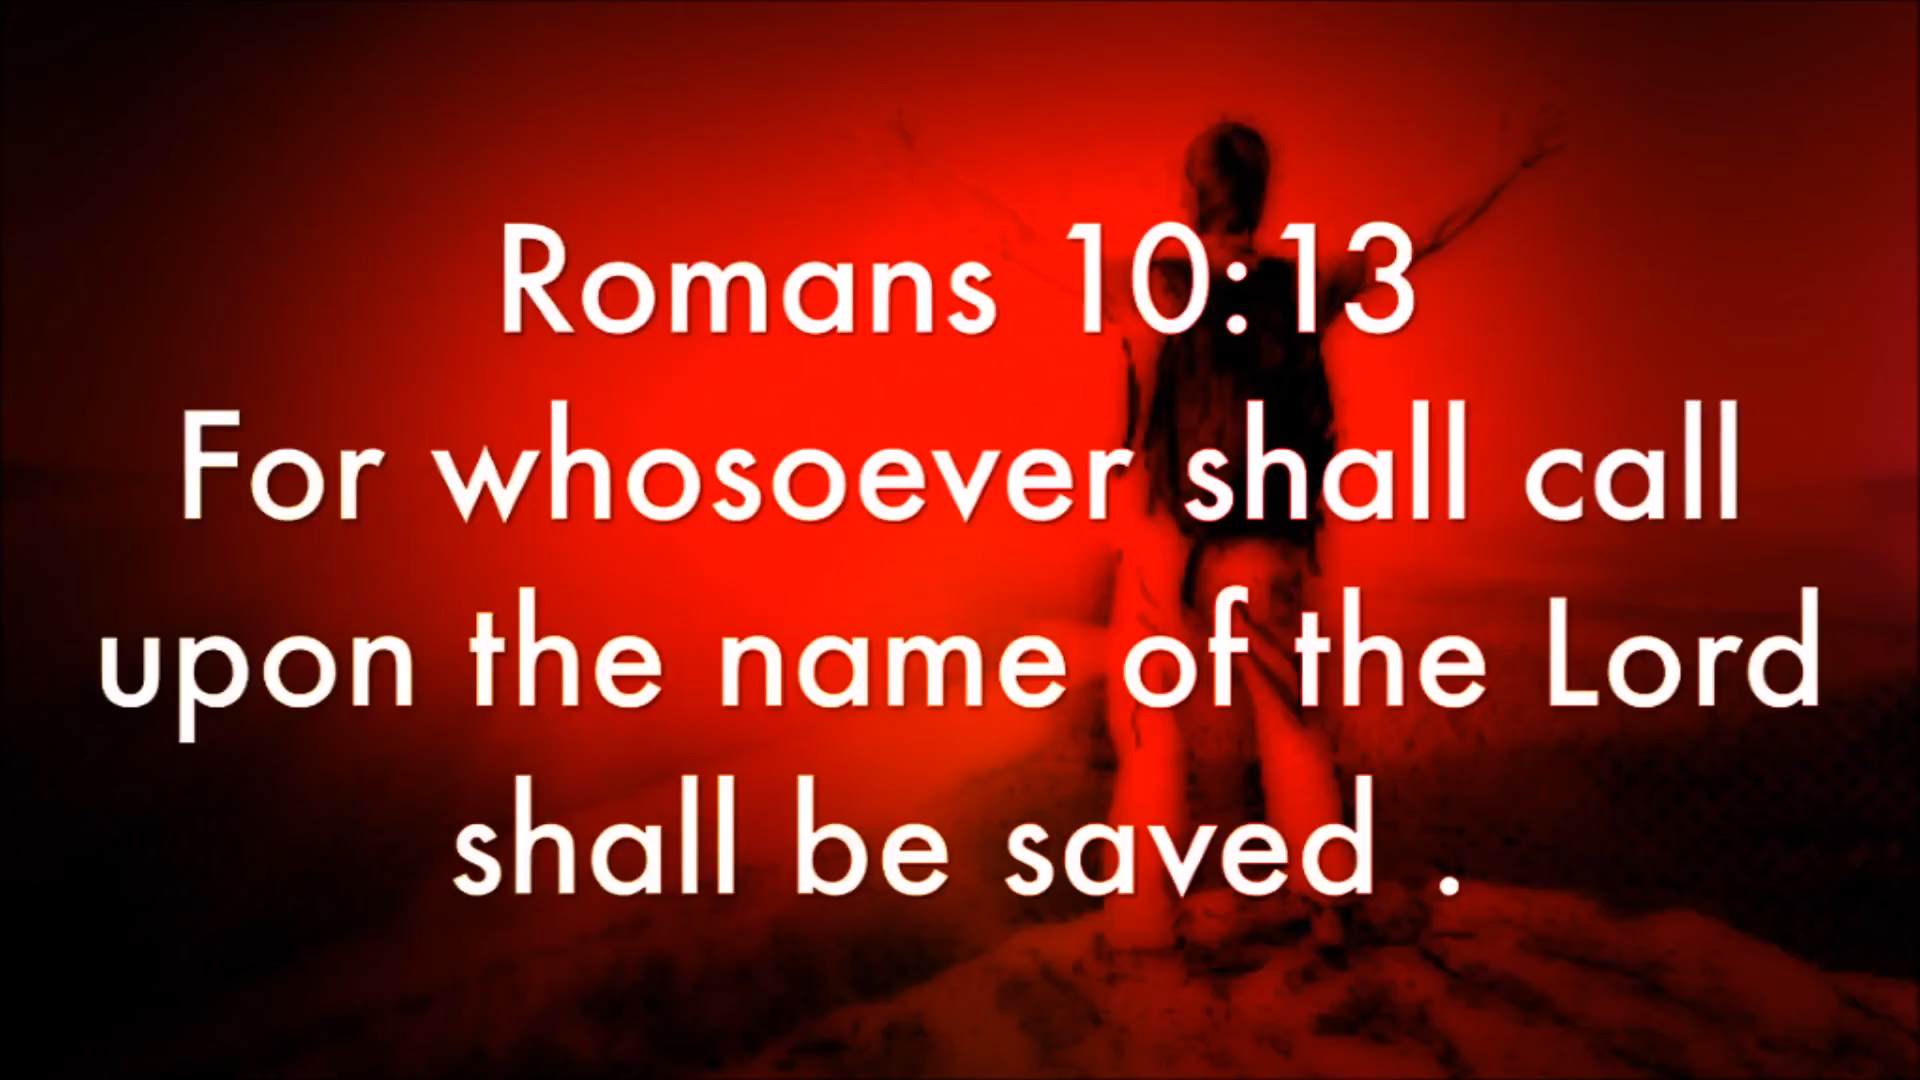 Romans 10:13
For whosoever shall call
upon the name of the Lord
shall be saved .